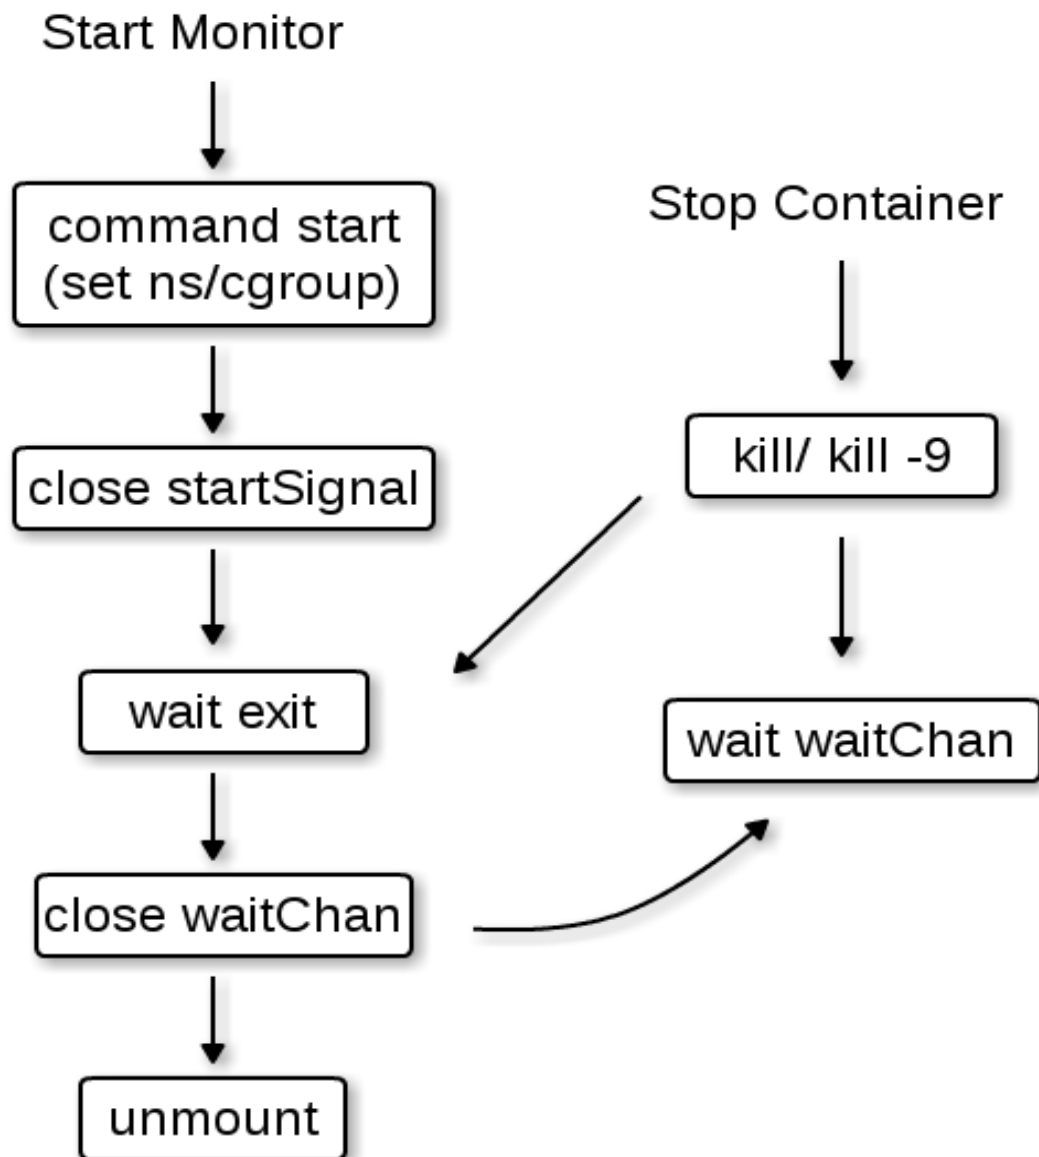 Start Monitor
command start
(set ns/cgroup)
close startSignal
wait exit
close waitChan
unmount
Stop Container
kill/ kill -9
wait waitChan